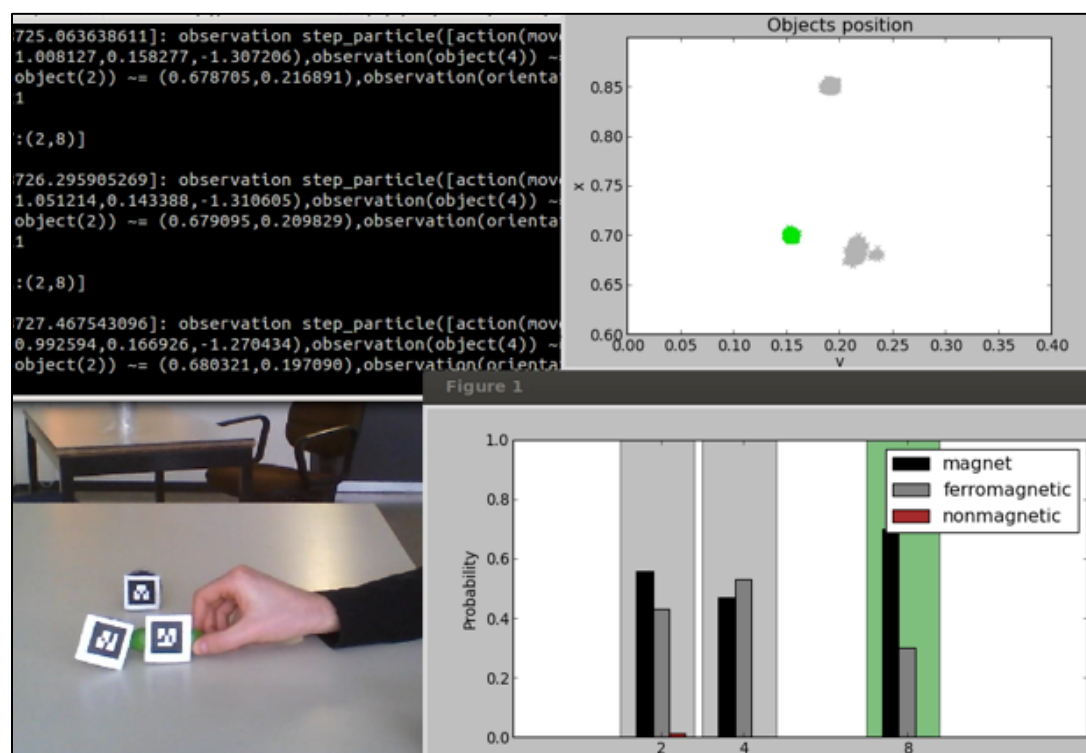 8725.063638611]: observation step_particle([action(mov
1.008127,0.158277,-1.307206),observation(object(4)) ~=
object(2)) ~= (0.678705,0.216891),observation(orienta
1
:(2,8)]
8726.295905269]: observation step_particle([action(mov
1.051214,0.143388,-1.310605),observation(object(4)) ~=
object(2)) ~= (0.679095,0.209829),observation(orienta
1
:(2,8)]
8727.467543096]: observation step_particle([action(mov
0.992594,0.166926,-1.270434),observation(object(4)) ~=
object(2)) ~= (0.680321,0.197090),observation(orienta
Objects position
0.85
0.80
x 0.75
0.70
0.65
0.60
0.00 0.05 0.10 0.15 0.20 0.25 0.30 0.35 0.40
Figure 1
1.0
0.8
0.6
0.4
0.2
0.0
Probability
magnet
ferromagnetic
nonmagnetic
2 4 8